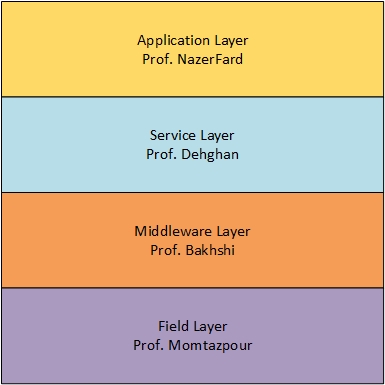 Application Layer
Prof. NazerFard
Service Layer
Prof. Dehghan
Middleware Layer
Prof. Bakhshi
Field Layer
Prof. Momtazpour